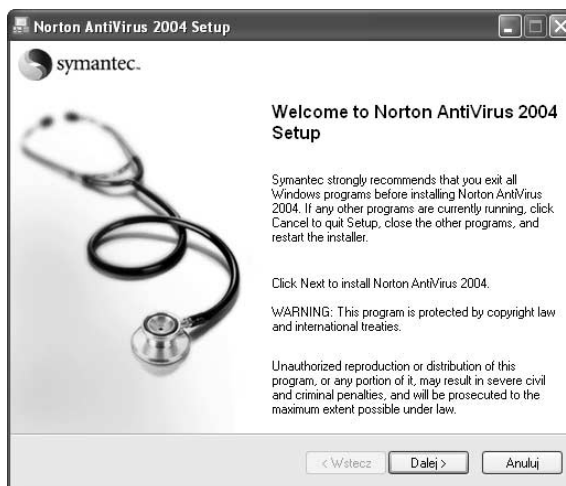 Norton AntiVirus 2004 Setup
symantec.
Welcome to Norton AntiVirus 2004
Setup
Symantec strongly recommends that you exit all
Windows programs before installing Norton AntiVirus
2004. If any other programs are currently running, click
Cancel to quit Setup, close the other programs, and
restart the installer.
Click Next to install Norton AntiVirus 2004.
WARNING: This program is protected by copyright law
and international treaties.
Unauthorized reproduction or distribution of this
program, or any portion of it, may result in severe civil
and criminal penalties, and will be prosecuted to the
maximum extent possible under law.
< Wstecz Dalej > Anuluj